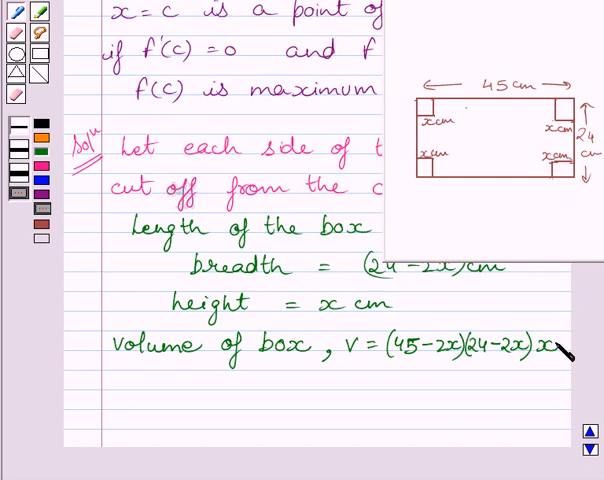 x = c is a point of
if f'(c) = 0 and f
f(c) is maximum
Solⁿ Let each side of
cut off from the
Length of the box
breadth = (24 - 2x) cm
height = x cm
volume of box, v = (45 - 2x)(24 - 2x) x
45 cm
x cm
x cm
24 cm
x cm
x cm